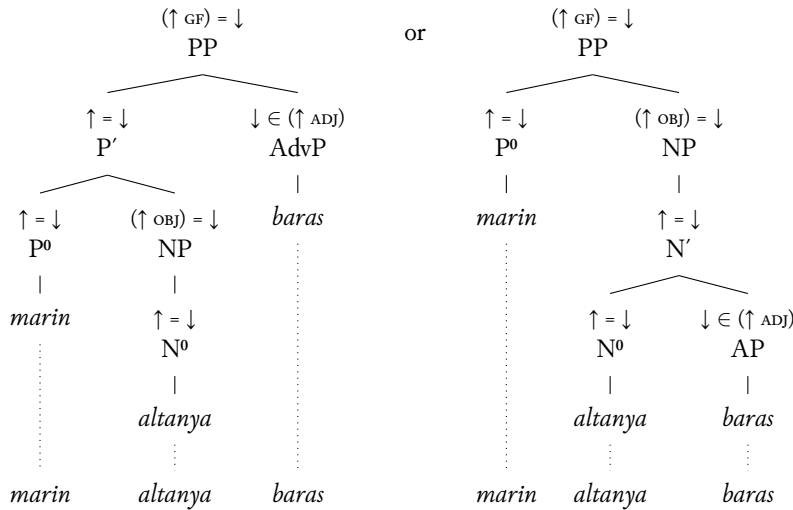 (↑ GF) = ↓ or (↑ GF) = ↓
PP PP
↑ = ↓ ↓ ∈ (↑ ADJ) ↑ = ↓ (↑ OBJ) = ↓
P′ AdvP P⁰ NP
↑ = ↓ (↑ OBJ) = ↓ baras marin ↑ = ↓
P⁰ NP N′
marin ↑ = ↓ ↑ = ↓ ↓ ∈ (↑ ADJ)
N⁰ N⁰ AP
altanya altanya baras
marin altanya baras marin altanya baras